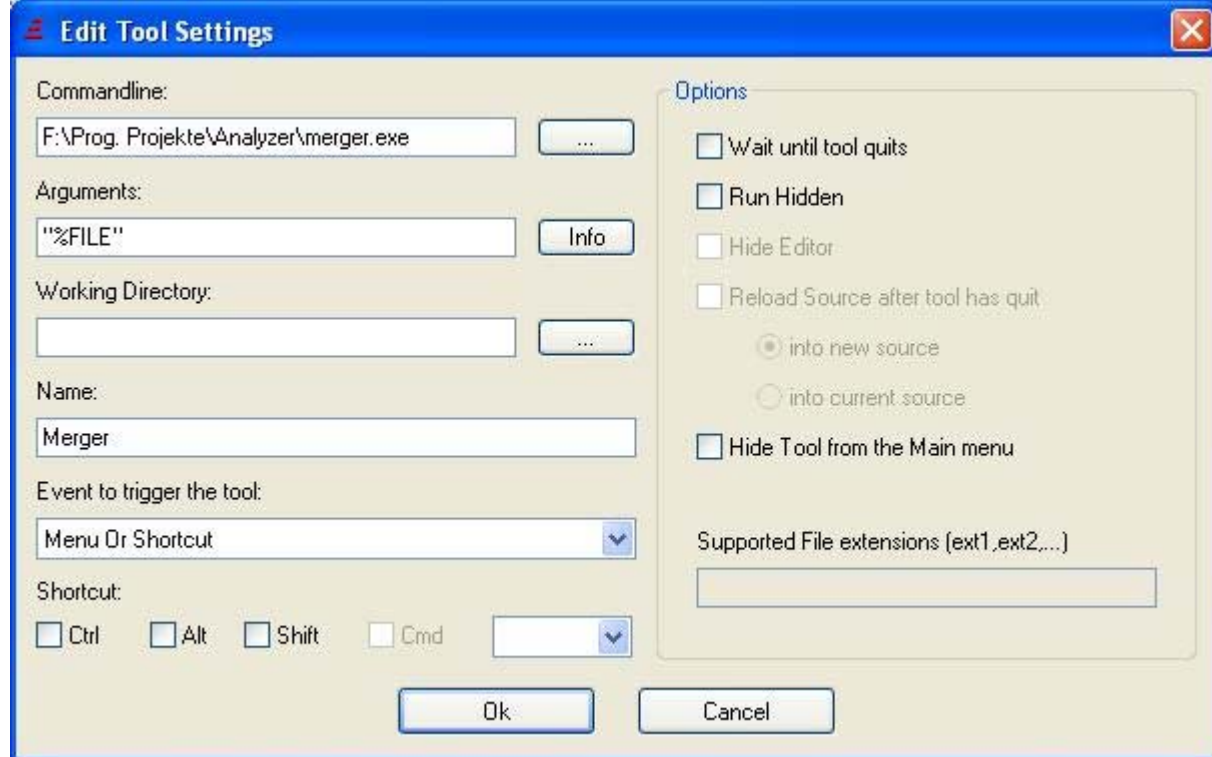 Edit Tool Settings
Commandline:
F:\Prog. Projekte\Analyzer\merger.exe
...
Arguments:
"%FILE"
Info
Working Directory:
...
Name:
Merger
Event to trigger the tool:
Menu Or Shortcut
Shortcut:
Ctrl Alt Shift Cmd
Options
Wait until tool quits
Run Hidden
Hide Editor
Reload Source after tool has quit
into new source
into current source
Hide Tool from the Main menu
Supported File extensions (ext1,ext2,...)
Ok Cancel